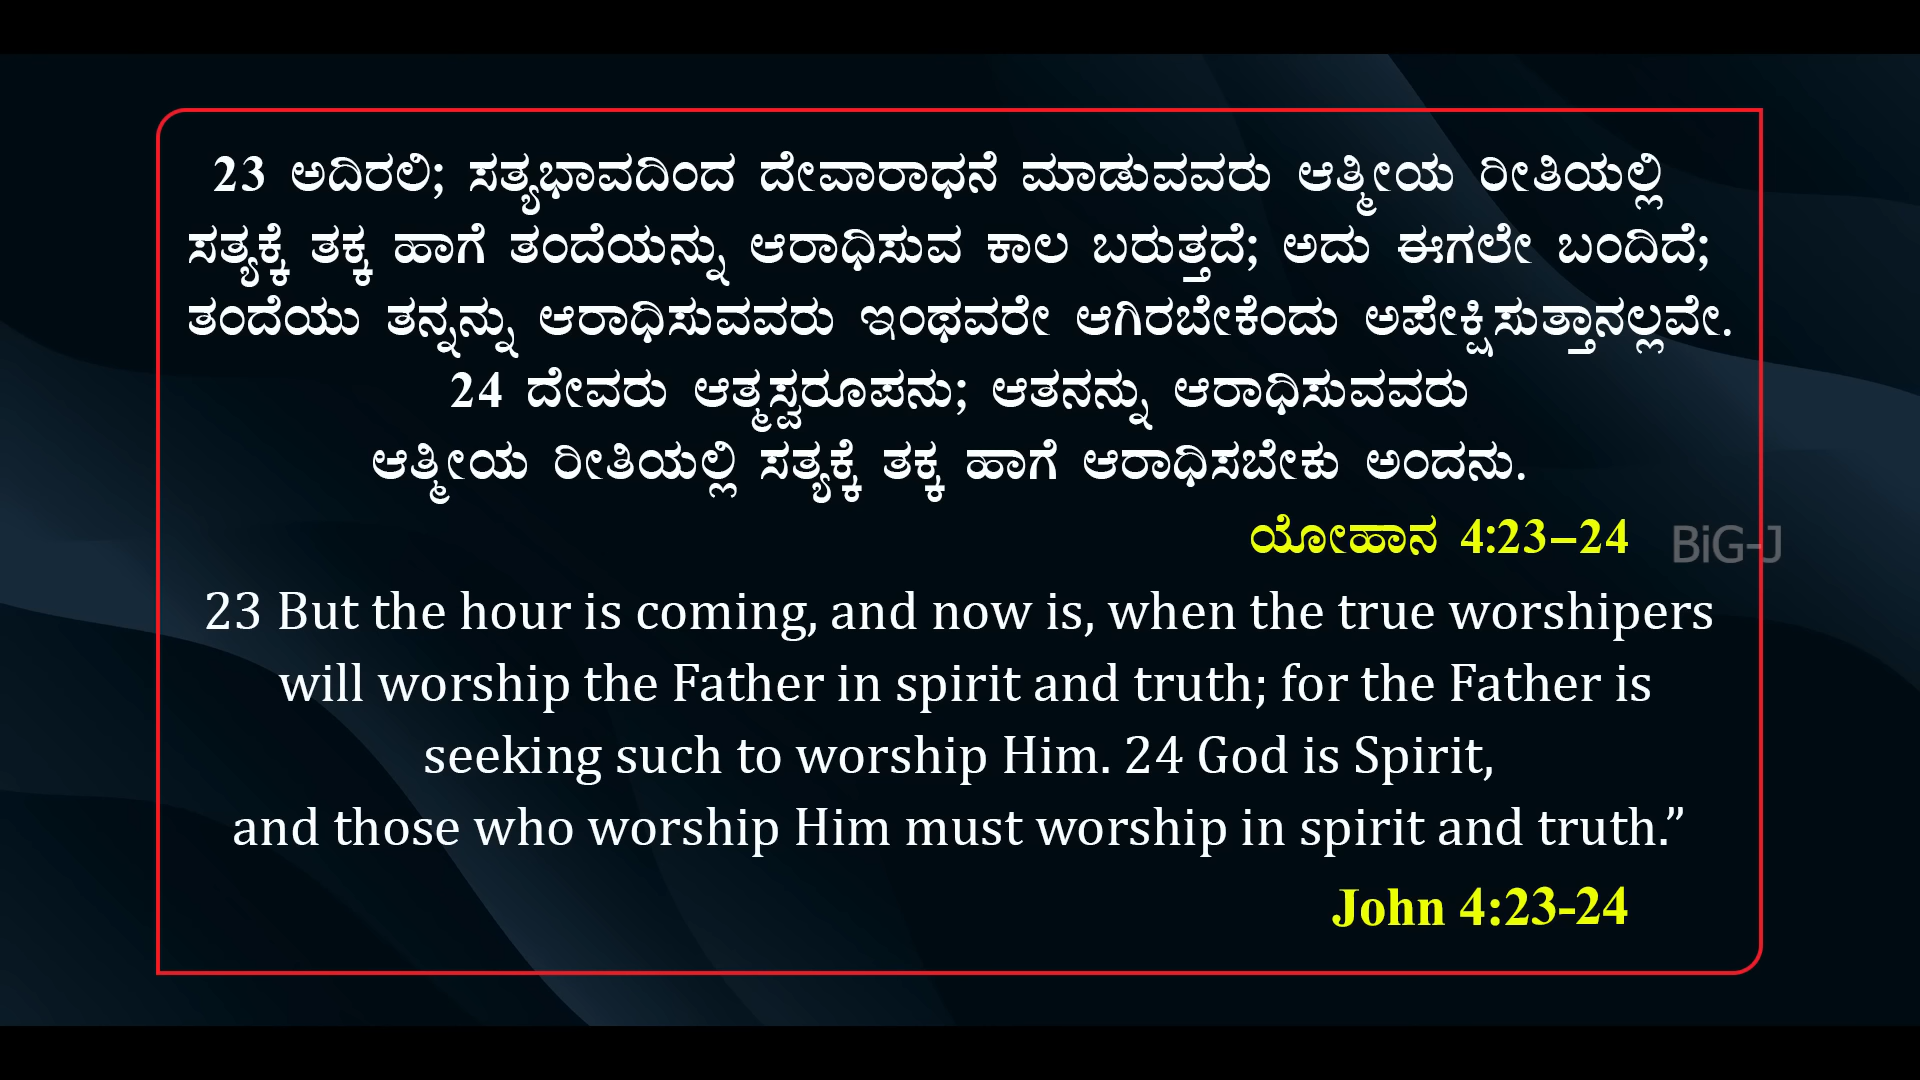 23 ಅದಿರಲಿ; ಸತ್ಯಭಾವದಿಂದ ದೇವಾರಾಧನೆ ಮಾಡುವವರು ಆತ್ಮೀಯ ರೀತಿಯಲ್ಲಿ
ಸತ್ಯಕ್ಕೆ ತಕ್ಕ ಹಾಗೆ ತಂದೆಯನ್ನು ಆರಾಧಿಸುವ ಕಾಲ ಬರುತ್ತದೆ; ಅದು ಈಗಲೇ ಬಂದಿದೆ;
ತಂದೆಯು ತನ್ನನ್ನು ಆರಾಧಿಸುವವರು ಇಂಥವರೇ ಆಗಿರಬೇಕೆಂದು ಅಪೇಕ್ಷಿಸುತ್ತಾನಲ್ಲವೇ.
24 ದೇವರು ಆತ್ಮಸ್ವರೂಪನು; ಆತನನ್ನು ಆರಾಧಿಸುವವರು
ಆತ್ಮೀಯ ರೀತಿಯಲ್ಲಿ ಸತ್ಯಕ್ಕೆ ತಕ್ಕ ಹಾಗೆ ಆರಾಧಿಸಬೇಕು ಅಂದನು.
ಯೋಹಾನ 4:23–24
BiG-J
23 But the hour is coming, and now is, when the true worshipers
will worship the Father in spirit and truth; for the Father is
seeking such to worship Him. 24 God is Spirit,
and those who worship Him must worship in spirit and truth.”
John 4:23-24